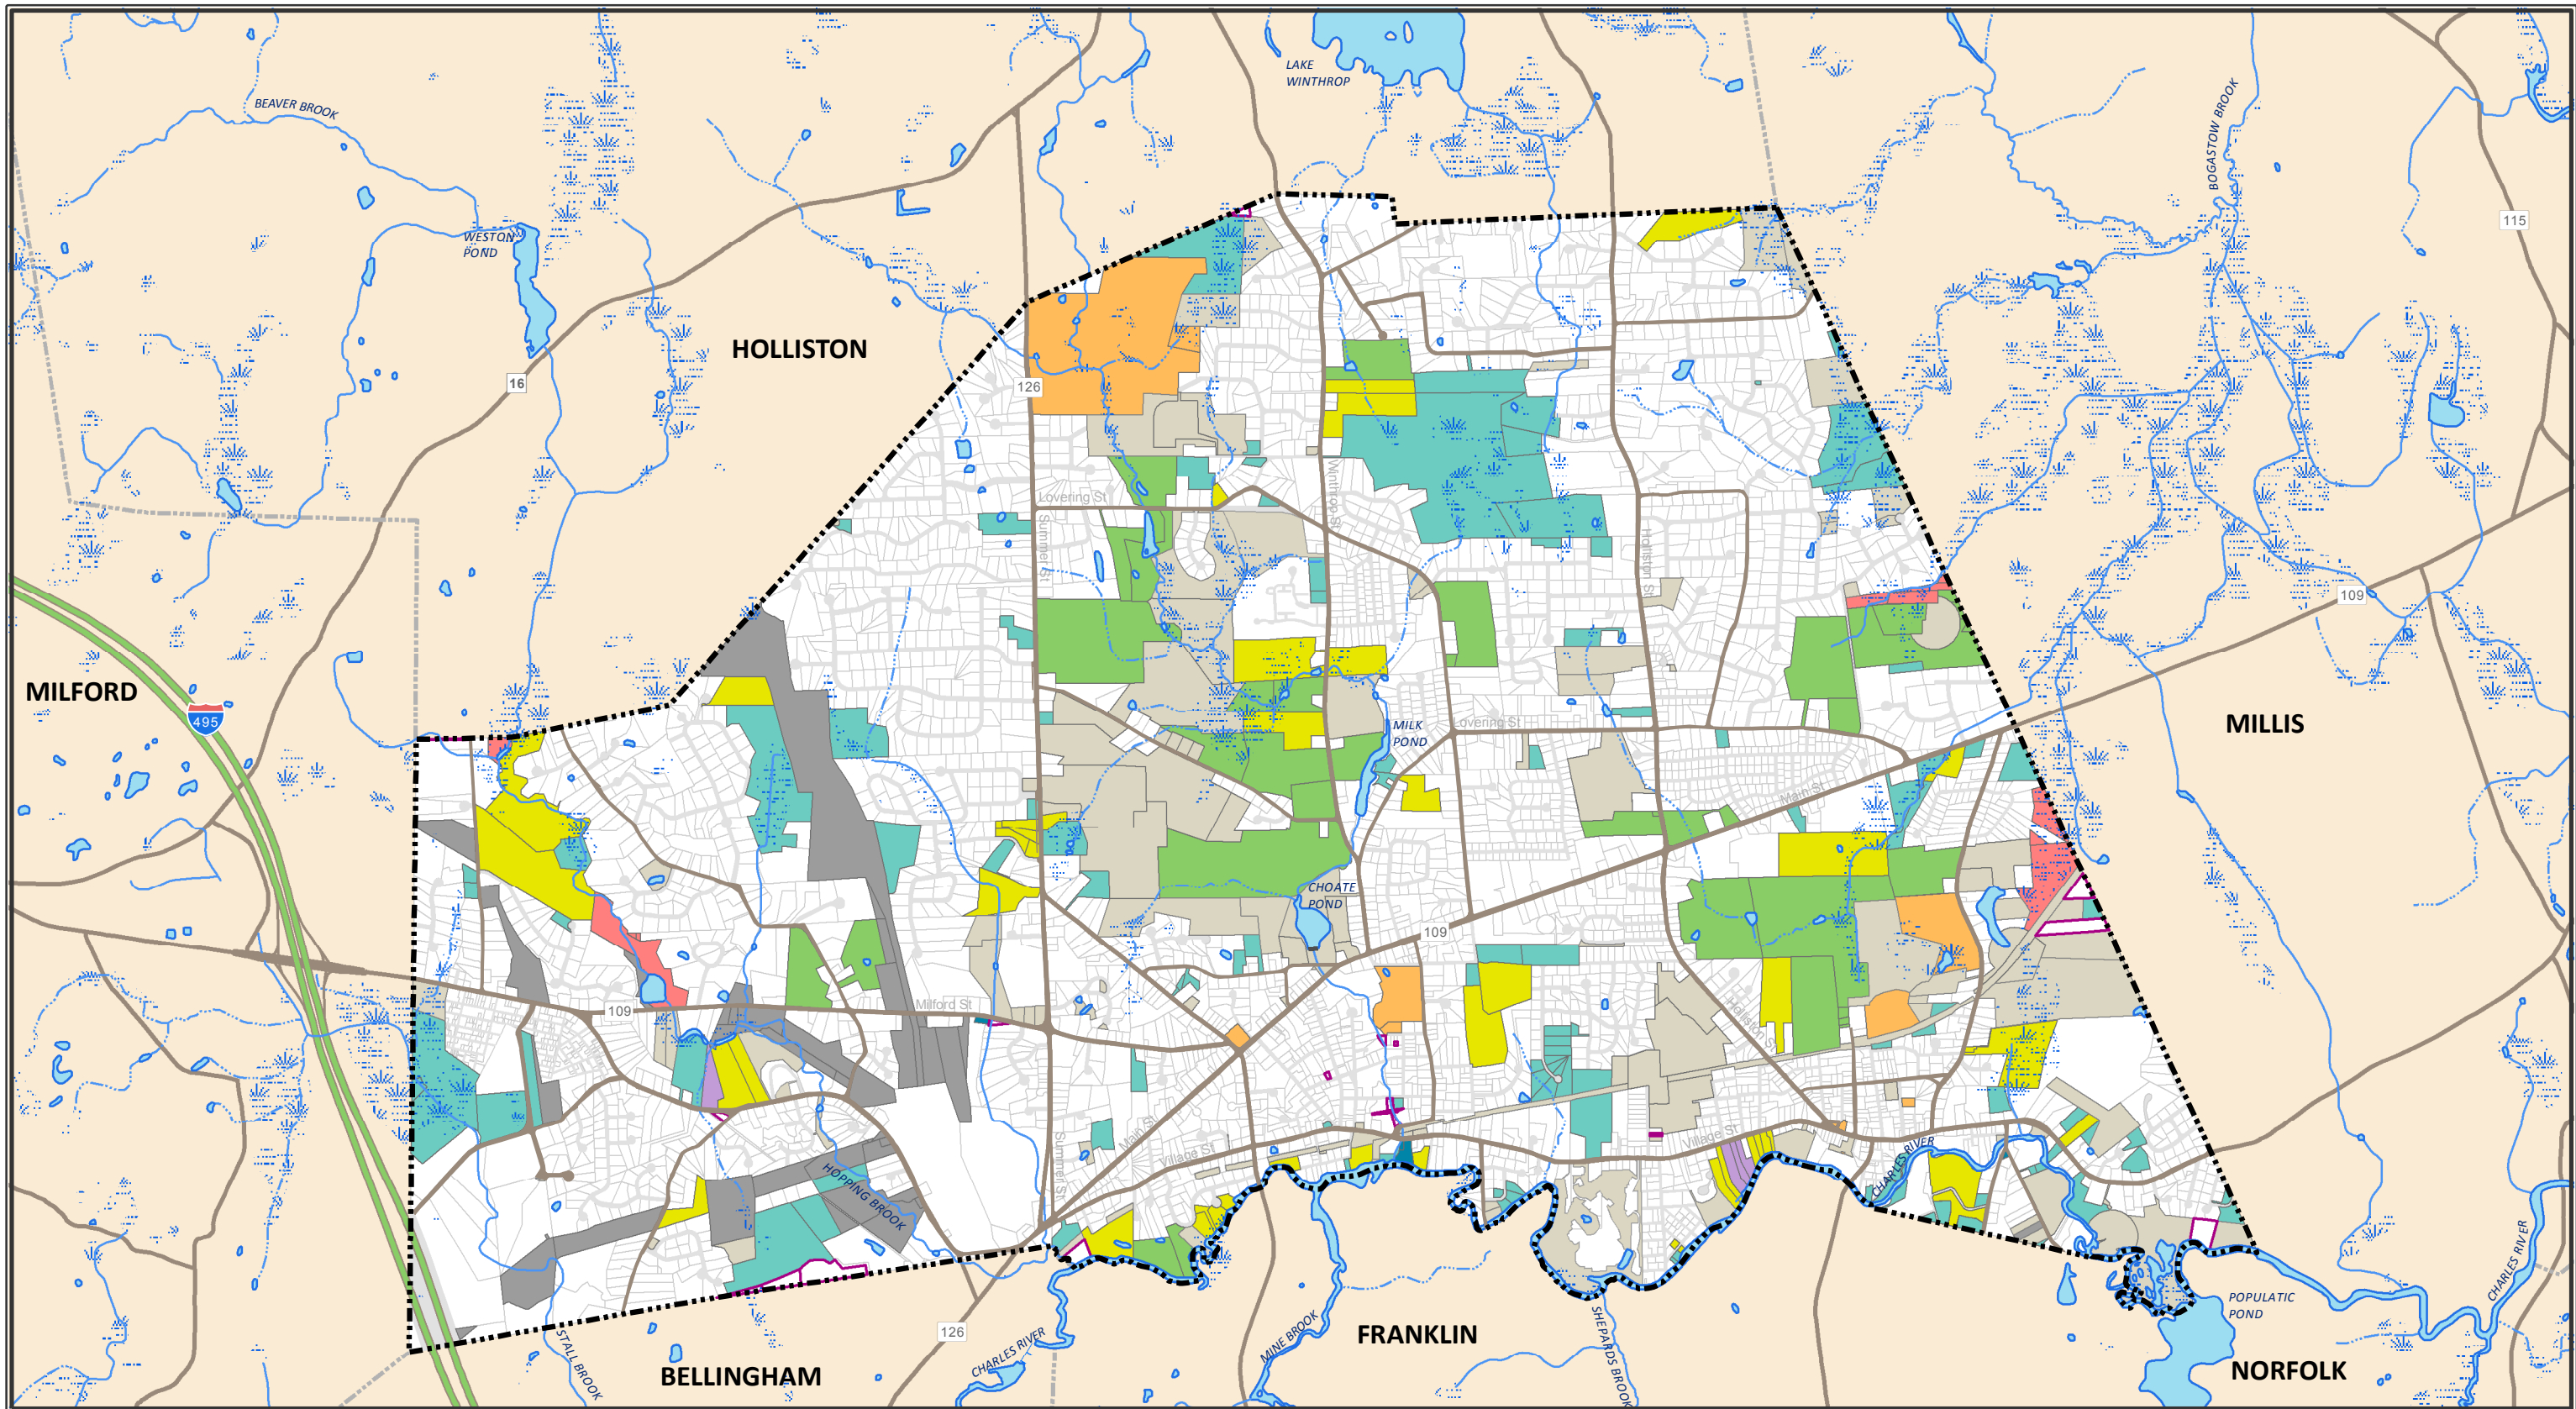 LAKE
WINTHROP
BEAVER BROOK
BOGASTOW BROOK
115
WESTON
POND
HOLLISTON
16
126
Lovering St
Winthrop St
Summer St
Holliston St
109
MILFORD
495
MILK
POND
Lovering St
MILLIS
Main St
CHOATE
POND
109
Milford St
109
Holliston St
Main St
Village St
Village St
Summer St
HOPPING BROOK
CHARLES RIVER
CHARLES RIVER
POPULATIC
POND
126
FRANKLIN
STALL BROOK
CHARLES RIVER
MINE BROOK
SHEPARDS BROOK
BELLINGHAM
NORFOLK